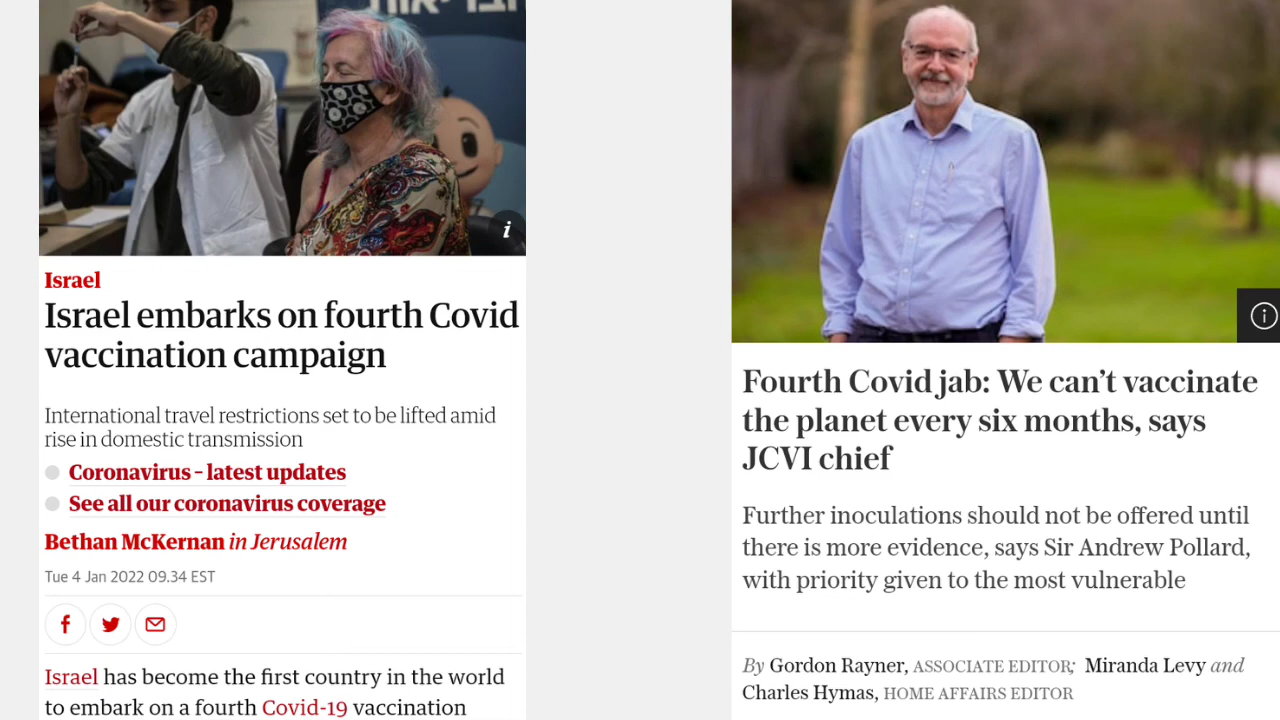 Israel
Israel embarks on fourth Covid
vaccination campaign
International travel restrictions set to be lifted amid
rise in domestic transmission
Coronavirus – latest updates
See all our coronavirus coverage
Bethan McKernan in Jerusalem
Tue 4 Jan 2022 09.34 EST
Israel has become the first country in the world
to embark on a fourth Covid-19 vaccination
Fourth Covid jab: We can’t vaccinate
the planet every six months, says
JCVI chief
Further inoculations should not be offered until
there is more evidence, says Sir Andrew Pollard,
with priority given to the most vulnerable
By Gordon Rayner, ASSOCIATE EDITOR; Miranda Levy and
Charles Hymas, HOME AFFAIRS EDITOR